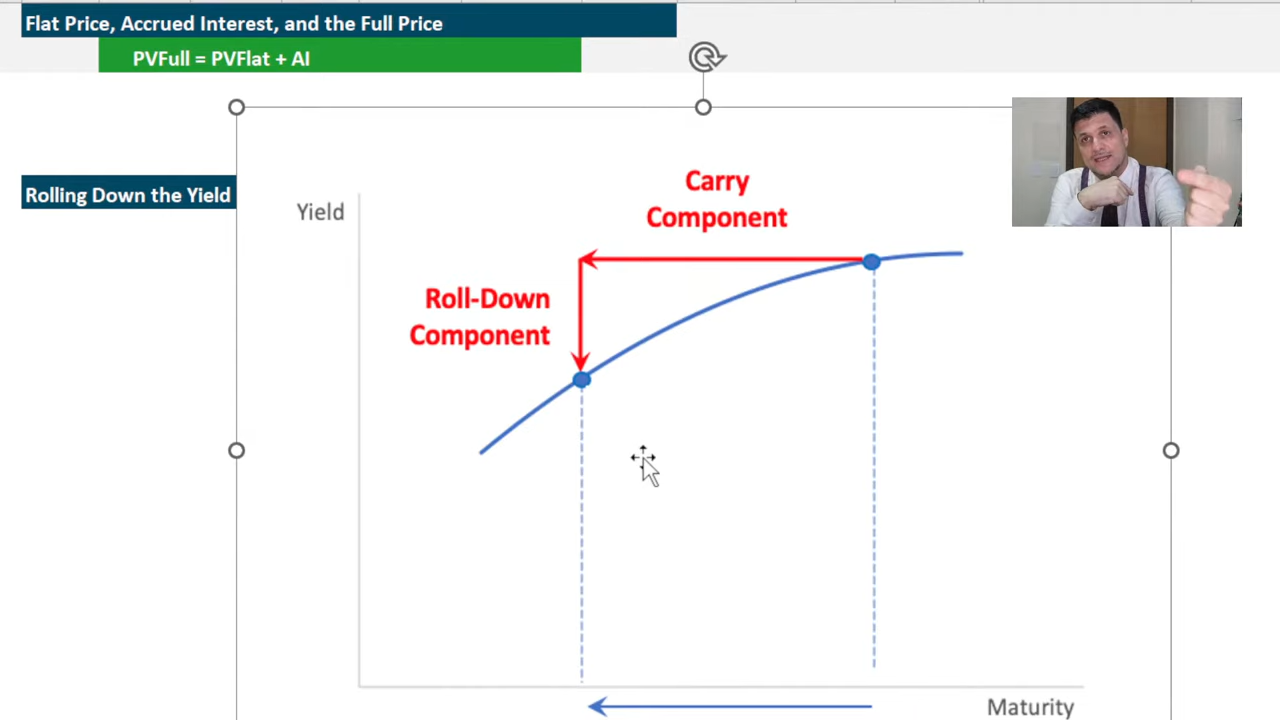 Flat Price, Accrued Interest, and the Full Price
PVFull = PVFlat + AI
Rolling Down the Yield
Yield
Carry
Component
Roll-Down
Component
Maturity